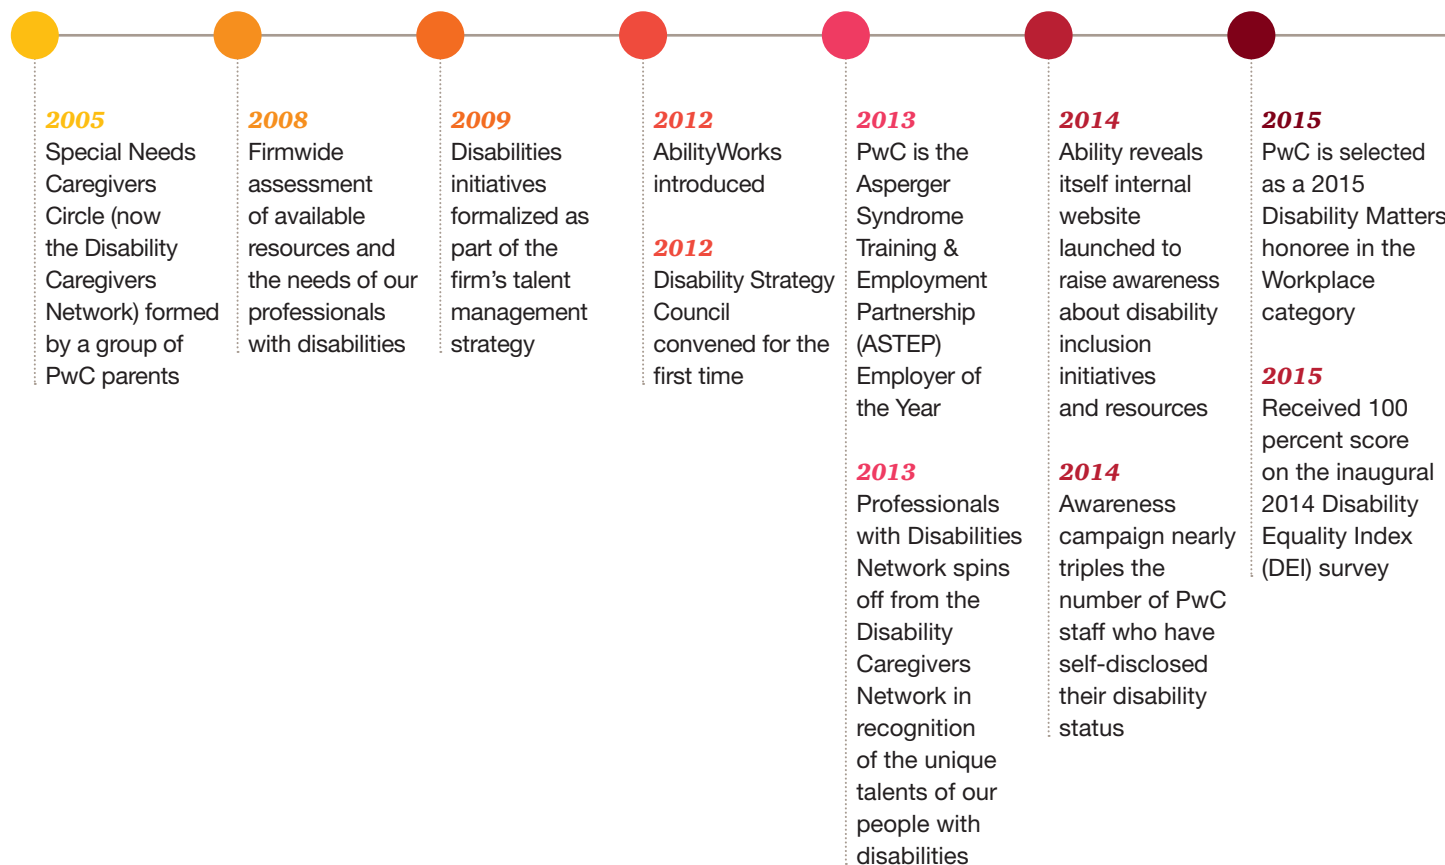 2005
Special Needs
Caregivers
Circle (now
the Disability
Caregivers
Network) formed
by a group of
PwC parents
2008
Firmwide
assessment
of available
resources and
the needs of our
professionals
with disabilities
2009
Disabilities
initiatives
formalized as
part of the
firm’s talent
management
strategy
2012
AbilityWorks
introduced
2012
Disability Strategy
Council
convened for the
first time
2013
PwC is the
Asperger
Syndrome
Training &
Employment
Partnership
(ASTEP)
Employer of
the Year
2013
Professionals
with Disabilities
Network spins
off from the
Disability
Caregivers
Network in
recognition
of the unique
talents of our
people with
disabilities
2014
Ability reveals
itself internal
website
launched to
raise awareness
about disability
inclusion
initiatives
and resources
2014
Awareness
campaign nearly
triples the
number of PwC
staff who have
self-disclosed
their disability
status
2015
PwC is selected
as a 2015
Disability Matters
honoree in the
Workplace
category
2015
Received 100
percent score
on the inaugural
2014 Disability
Equality Index
(DEI) survey